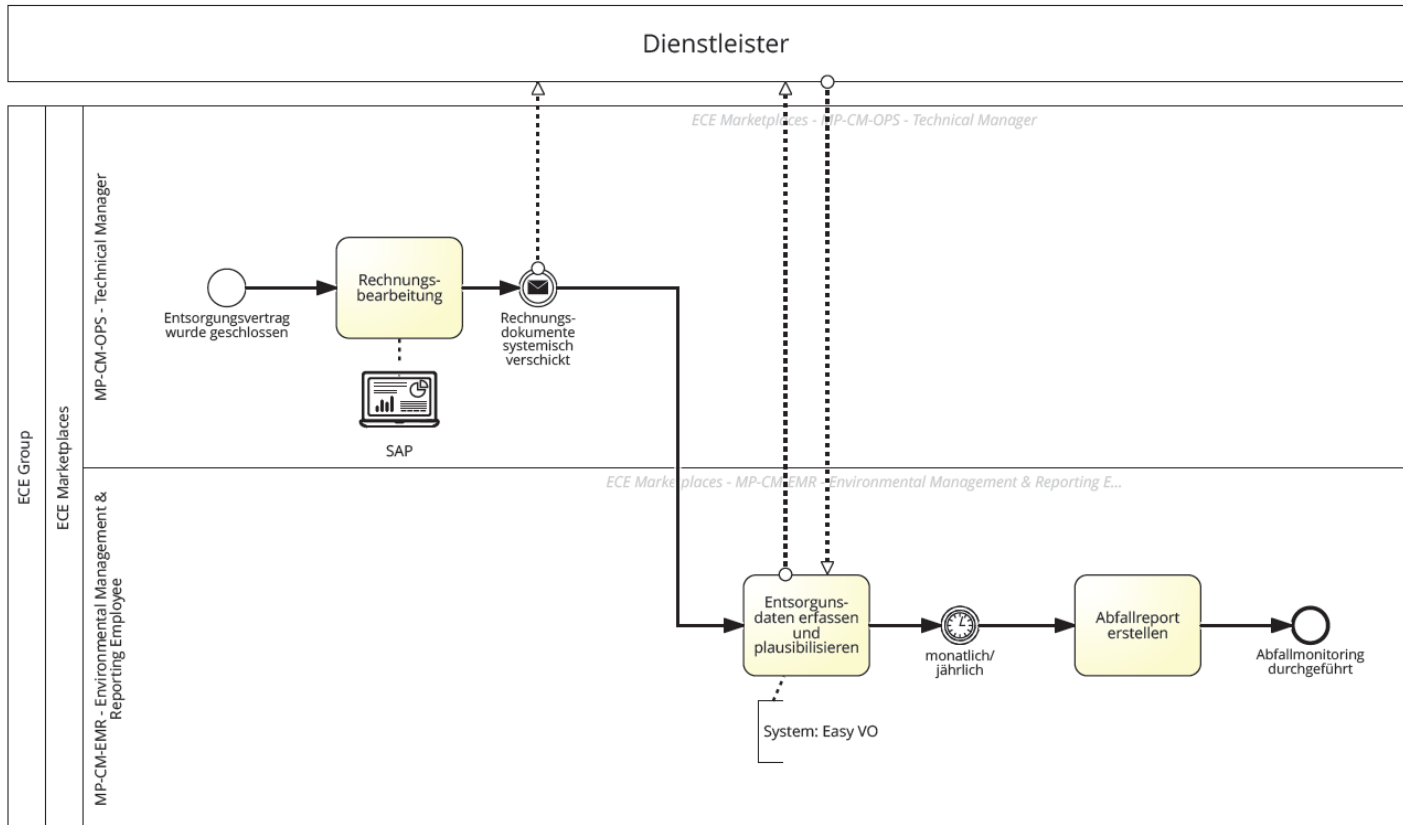 Dienstleister
ECE Group
ECE Marketplaces
MP-CM-OPS - Technical Manager
ECE Marketplaces - MP-CM-OPS - Technical Manager
Entsorgungsvertrag
wurde geschlossen
Rechnungs-
bearbeitung
SAP
Rechnungs-
dokumente
systemisch
verschickt
MP-CM-EMR - Environmental Management &
Reporting Employee
ECE Marketplaces - MP-CM-EMR - Environmental Management & Reporting E...
Entsorguns-
daten erfassen
und
plausibilisieren
System: Easy VO
monatlich/
jährlich
Abfallreport
erstellen
Abfallmonitoring
durchgeführt